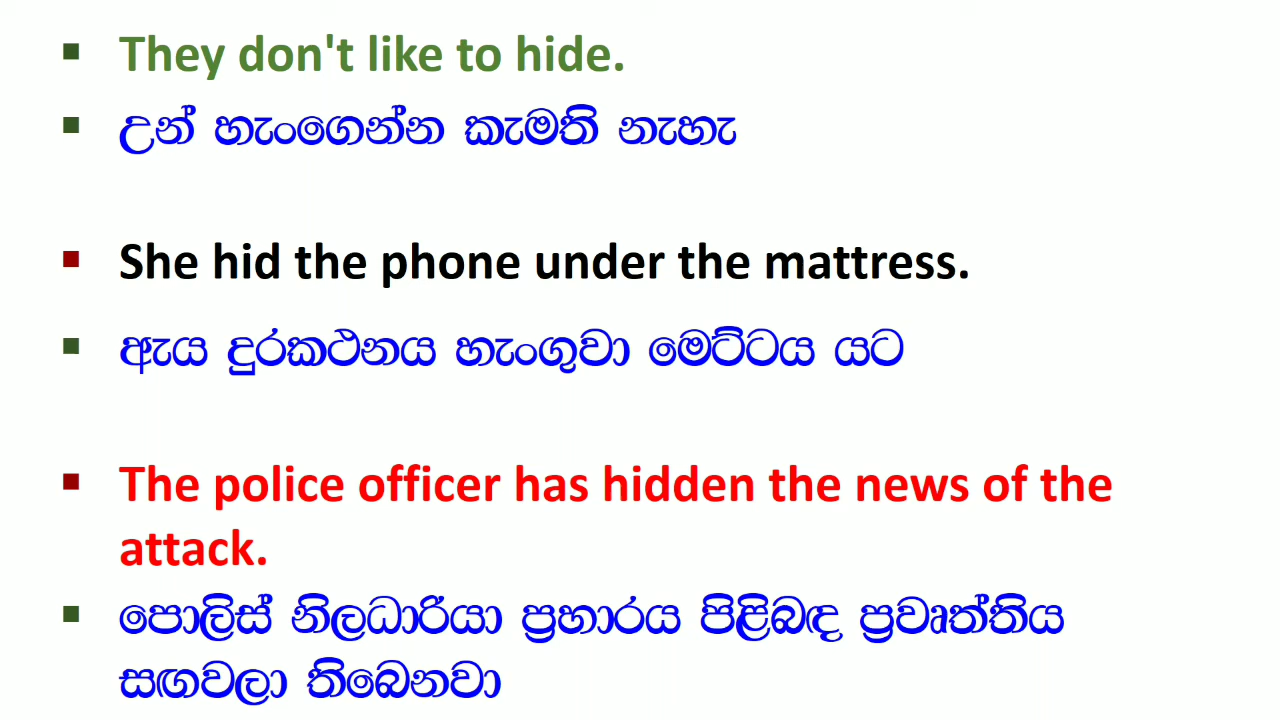 They don't like to hide.
උන් හැංගෙන්න කැමති නැහැ
She hid the phone under the mattress.
ඇය දුරකථනය හැංගුවා මෙට්ටය යට
The police officer has hidden the news of the
attack.
පොලිස් නිලධාරියා ප්‍රහාරය පිළිබඳ ප්‍රවෘත්තිය
සඟවලා තිබෙනවා